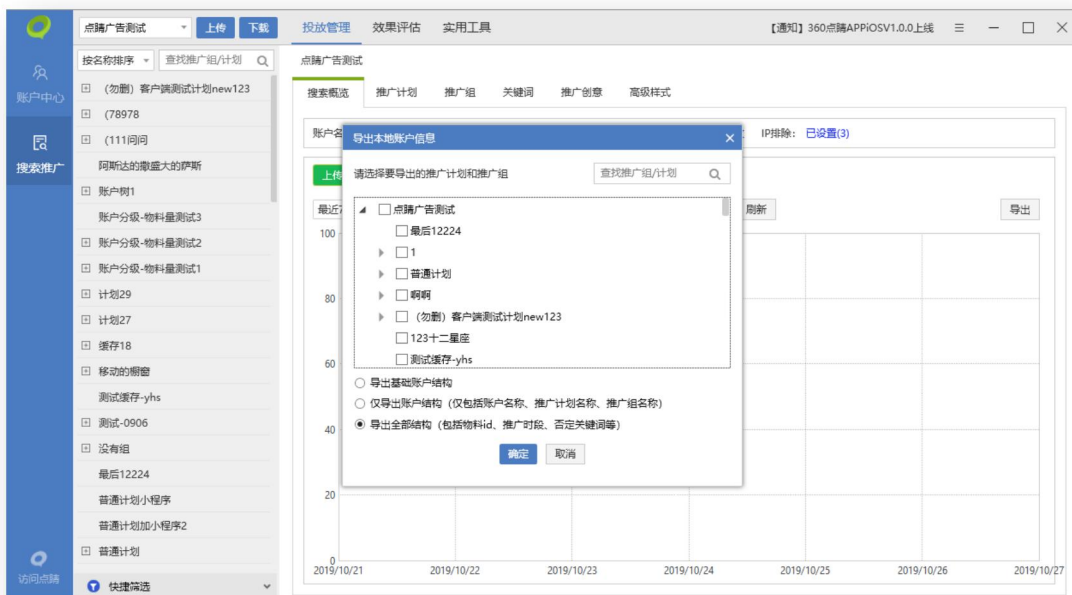 点睛广告测试
上传
下载
投放管理
效果评估
实用工具
【通知】360点睛APPiOSV1.0.0上线
账户中心
搜索推广
访问点睛
按名称排序
查找推广组/计划
(勿删) 客户端测试计划new123
(78978
(111问问
阿斯达的撒盛大的萨斯
账户树1
账户分级-物料量测试3
账户分级-物料量测试2
账户分级-物料量测试1
计划29
计划27
缓存18
移动的橱窗
测试缓存-yhs
测试-0906
没有组
最后12224
普通计划小程序
普通计划加小程序2
普通计划
快捷筛选
点睛广告测试
搜索概览
推广计划
推广组
关键词
推广创意
高级样式
账户名
IP排除: 已设置(3)
上传
最近7
刷新
导出
导出本地账户信息
请选择要导出的推广计划和推广组
查找推广组/计划
点睛广告测试
最后12224
1
普通计划
啊啊
(勿删) 客户端测试计划new123
123十二星座
测试缓存-yhs
导出基础账户结构
仅导出账户结构 (仅包括账户名称、推广计划名称、推广组名称)
导出全部结构 (包括物料id、推广时段、否定关键词等)
确定
取消
100
80
60
40
20
0
2019/10/21
2019/10/22
2019/10/23
2019/10/24
2019/10/25
2019/10/26
2019/10/27